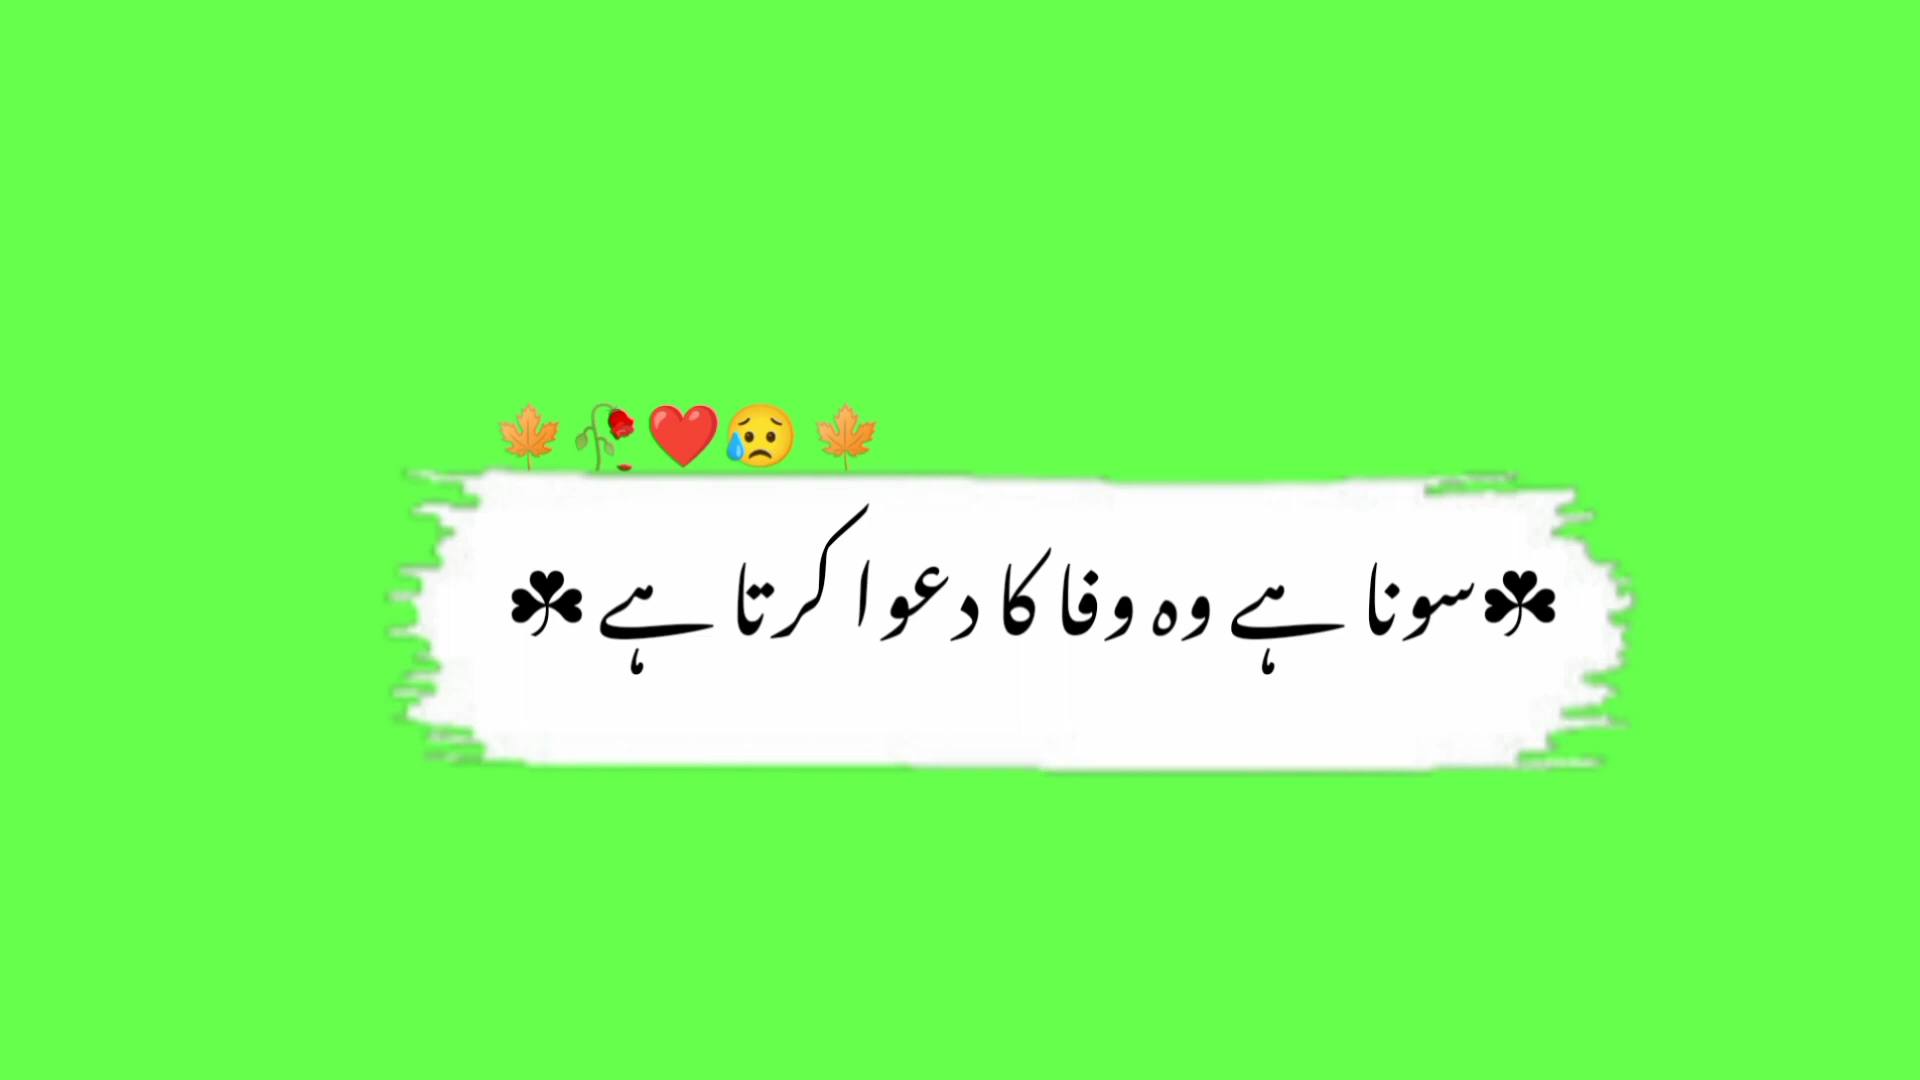 🍁🥀❤️😥 🍁
☘سونا ہے وہ وفا کا دعوا کرتا ہے☘